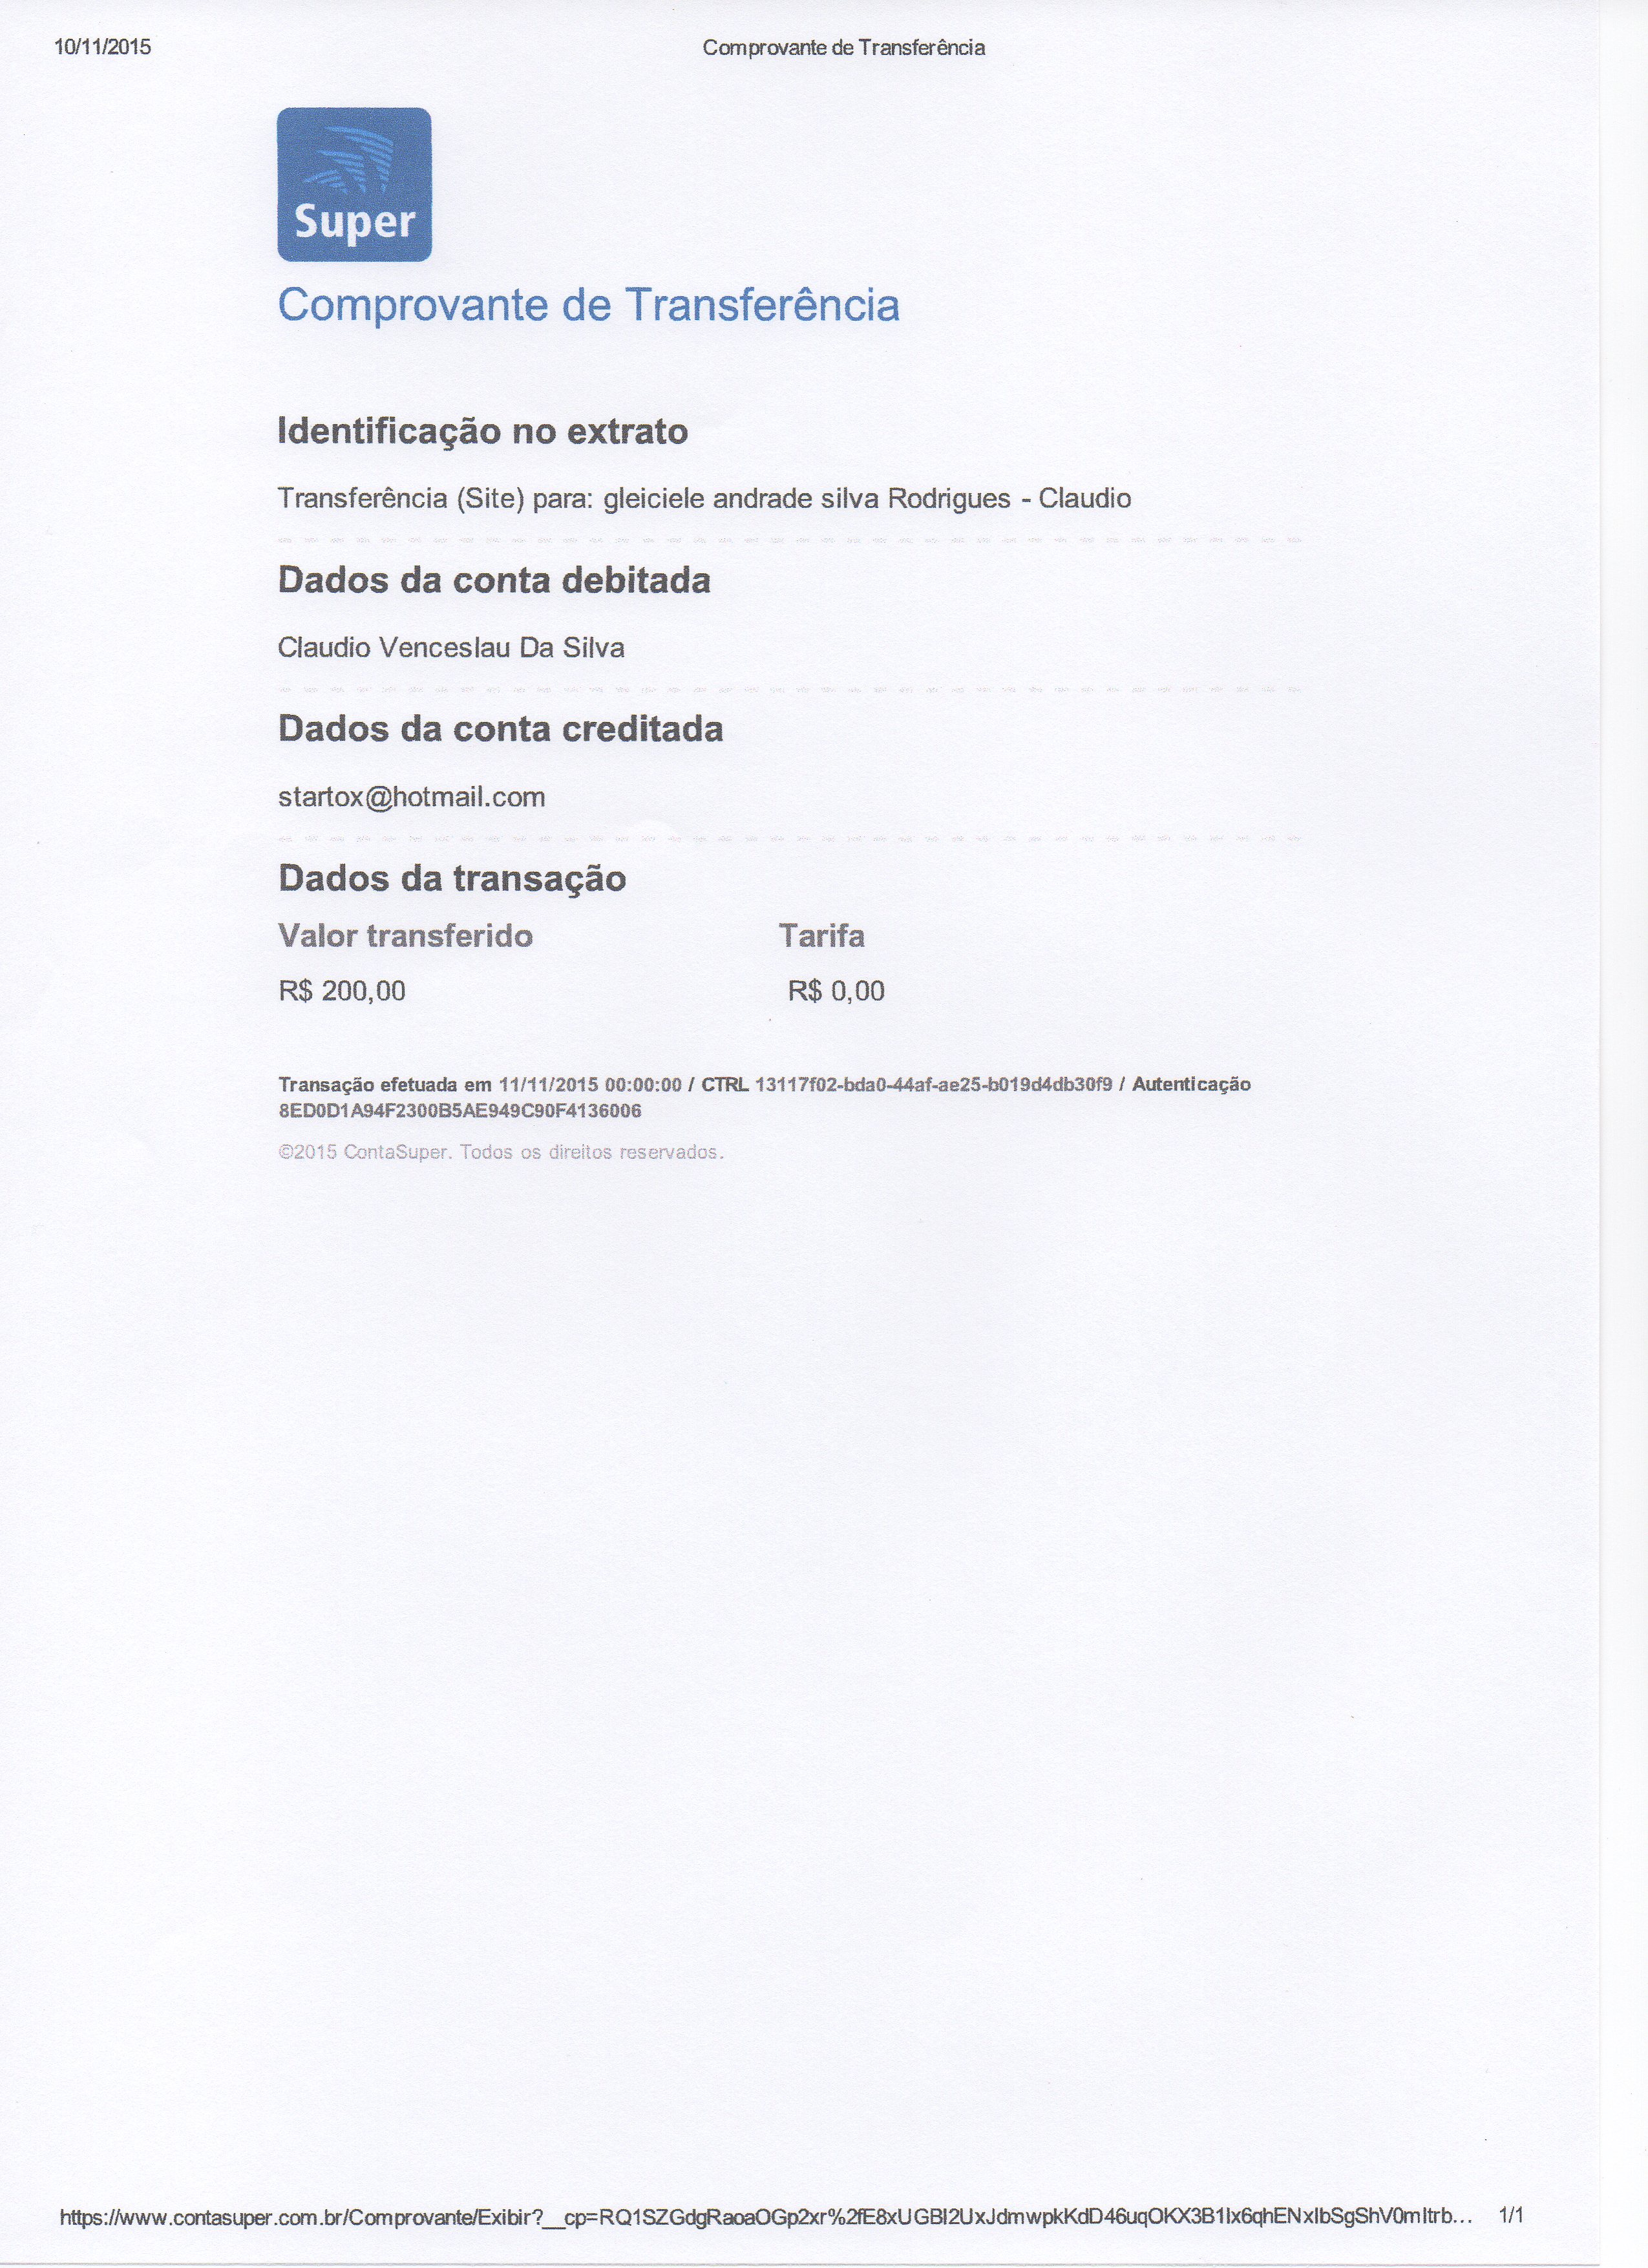 10/11/2015 Comprovante de Transferência
Super
Comprovante de Transferência
Identificação no extrato
Transferência (Site) para: gleiciele andrade silva Rodrigues - Claudio
Dados da conta debitada
Claudio Venceslau Da Silva
Dados da conta creditada
startox@hotmail.com
Dados da transação
Valor transferido Tarifa
R$ 200,00 R$ 0,00
Transação efetuada em 11/11/2015 00:00:00 / CTRL 13117f02-bda0-44af-ae25-b019d4db30f9 / Autenticação
8ED0D1A94F2300B5AE949C90F4136006
©2015 ContaSuper. Todos os direitos reservados.
https://www.contasuper.com.br/Comprovante/Exibir?__cp=RQ1SZGdgRaoaOGp2xr%2fE8xUGBI2UxJdmwpkKdD46uqOKX3B1Ix6qhENxIbSgShV0mItrb... 1/1